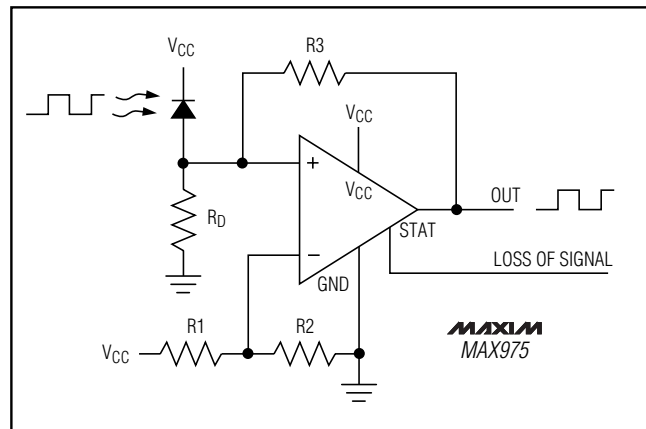 R3
VCC
VCC
+
VCC
OUT
RD
STAT
−
LOSS OF SIGNAL
GND
R1
R2
MAXIM
VCC
MAX975